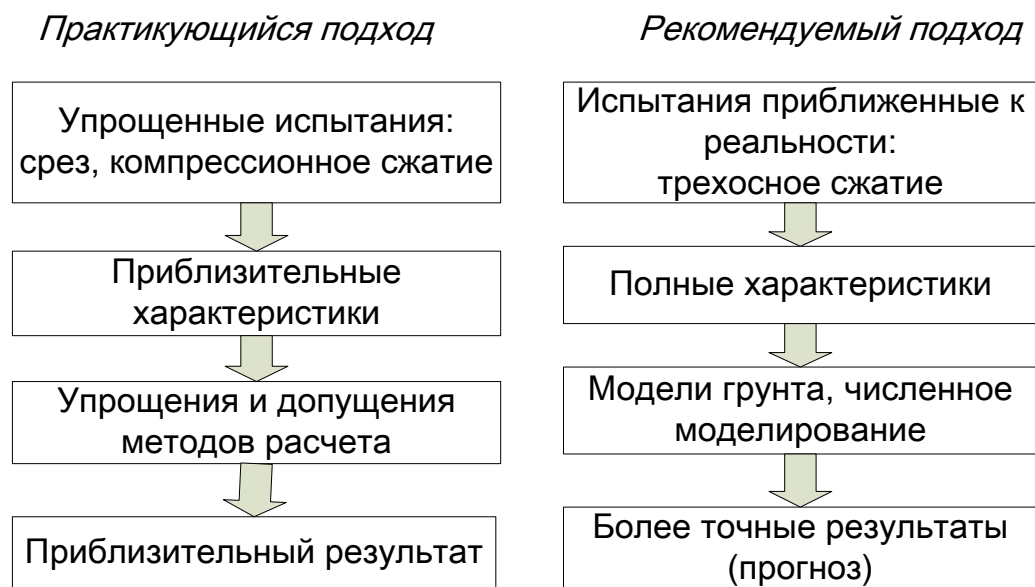 Практикующийся подход
Упрощенные испытания:
срез, компрессионное сжатие
Приблизительные
характеристики
Упрощения и допущения
методов расчета
Приблизительный результат
Рекомендуемый подход
Испытания приближенные к
реальности:
трехосное сжатие
Полные характеристики
Модели грунта, численное
моделирование
Более точные результаты
(прогноз)